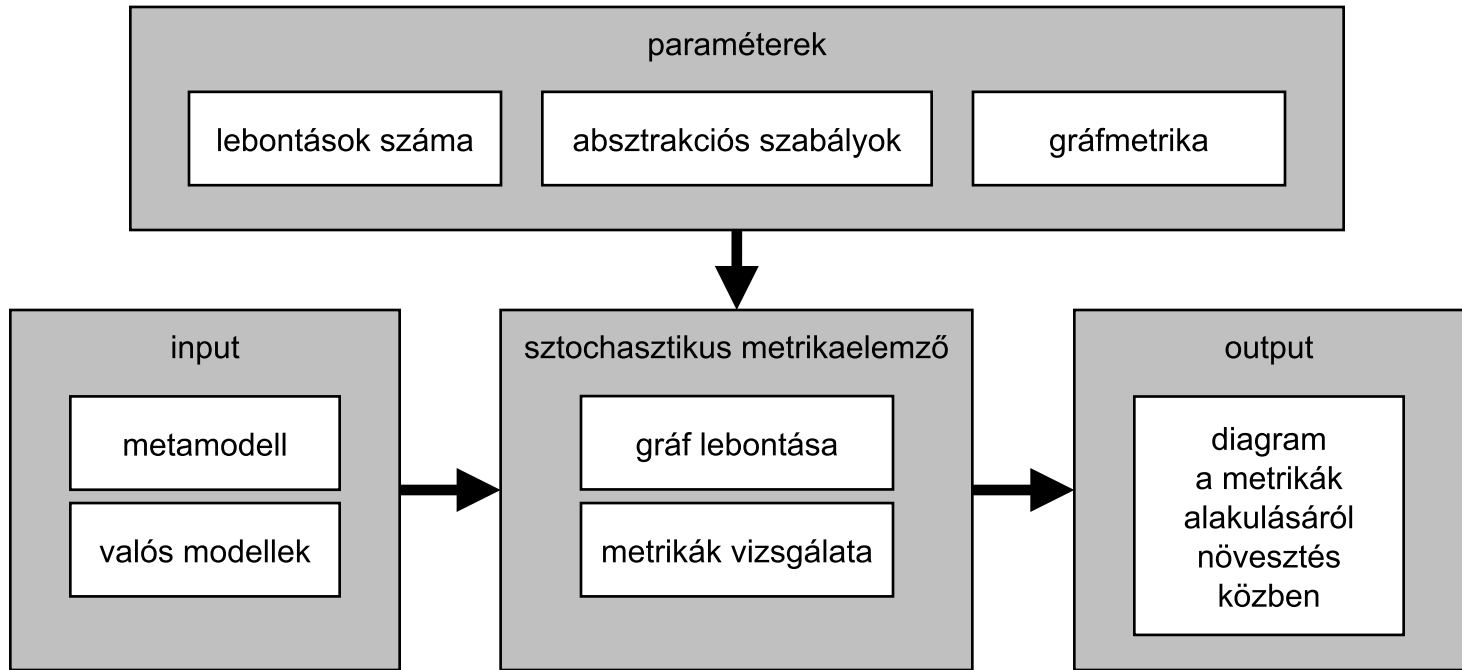 paraméterek
lebontások száma
absztrakciós szabályok
gráfmetrika
input
metamodell
valós modellek
sztochasztikus metrikaelemző
gráf lebontása
metrikák vizsgálata
output
diagram
a metrikák
alakulásáról
növesztés
közben